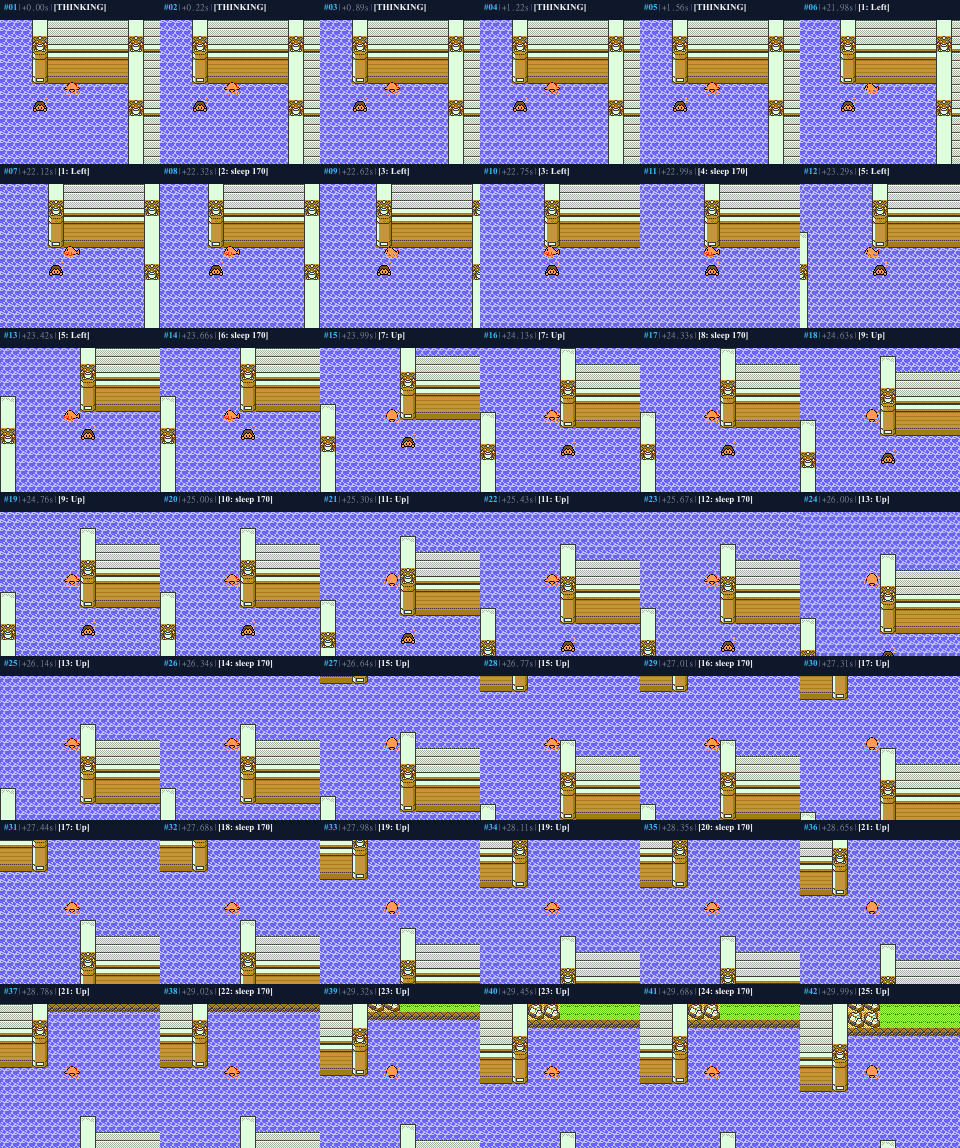 #01 | +0.00s | [THINKING]
#02 | +0.22s | [THINKING]
#03 | +0.89s | [THINKING]
#04 | +1.22s | [THINKING]
#05 | +1.56s | [THINKING]
#06 | +21.98s | [1: Left]
#07 | +22.12s | [1: Left]
#08 | +22.32s | [2: sleep 170]
#09 | +22.62s | [3: Left]
#10 | +22.75s | [3: Left]
#11 | +22.99s | [4: sleep 170]
#12 | +23.29s | [5: Left]
#13 | +23.42s | [5: Left]
#14 | +23.66s | [6: sleep 170]
#15 | +23.99s | [7: Up]
#16 | +24.13s | [7: Up]
#17 | +24.33s | [8: sleep 170]
#18 | +24.63s | [9: Up]
#19 | +24.76s | [9: Up]
#20 | +25.00s | [10: sleep 170]
#21 | +25.30s | [11: Up]
#22 | +25.43s | [11: Up]
#23 | +25.67s | [12: sleep 170]
#24 | +26.00s | [13: Up]
#25 | +26.14s | [13: Up]
#26 | +26.34s | [14: sleep 170]
#27 | +26.64s | [15: Up]
#28 | +26.77s | [15: Up]
#29 | +27.01s | [16: sleep 170]
#30 | +27.31s | [17: Up]
#31 | +27.44s | [17: Up]
#32 | +27.68s | [18: sleep 170]
#33 | +27.98s | [19: Up]
#34 | +28.11s | [19: Up]
#35 | +28.35s | [20: sleep 170]
#36 | +28.65s | [21: Up]
#37 | +28.78s | [21: Up]
#38 | +29.02s | [22: sleep 170]
#39 | +29.32s | [23: Up]
#40 | +29.45s | [23: Up]
#41 | +29.68s | [24: sleep 170]
#42 | +29.99s | [25: Up]